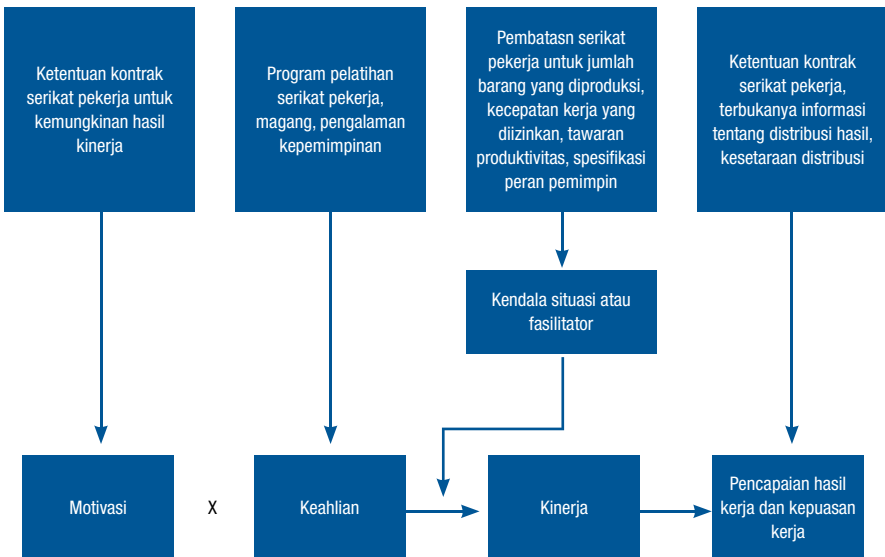 Ketentuan kontrak
serikat pekerja untuk
kemungkinan hasil
kinerja
Program pelatihan
serikat pekerja,
magang, pengalaman
kepemimpinan
Pembatasn serikat
pekerja untuk jumlah
barang yang diproduksi,
kecepatan kerja yang
diizinkan, tawaran
produktivitas, spesifikasi
peran pemimpin
Ketentuan kontrak
serikat pekerja,
terbukanya informasi
tentang distribusi hasil,
kesetaraan distribusi
Kendala situasi atau
fasilitator
Motivasi
X
Keahlian
Kinerja
Pencapaian hasil
kerja dan kepuasan
kerja